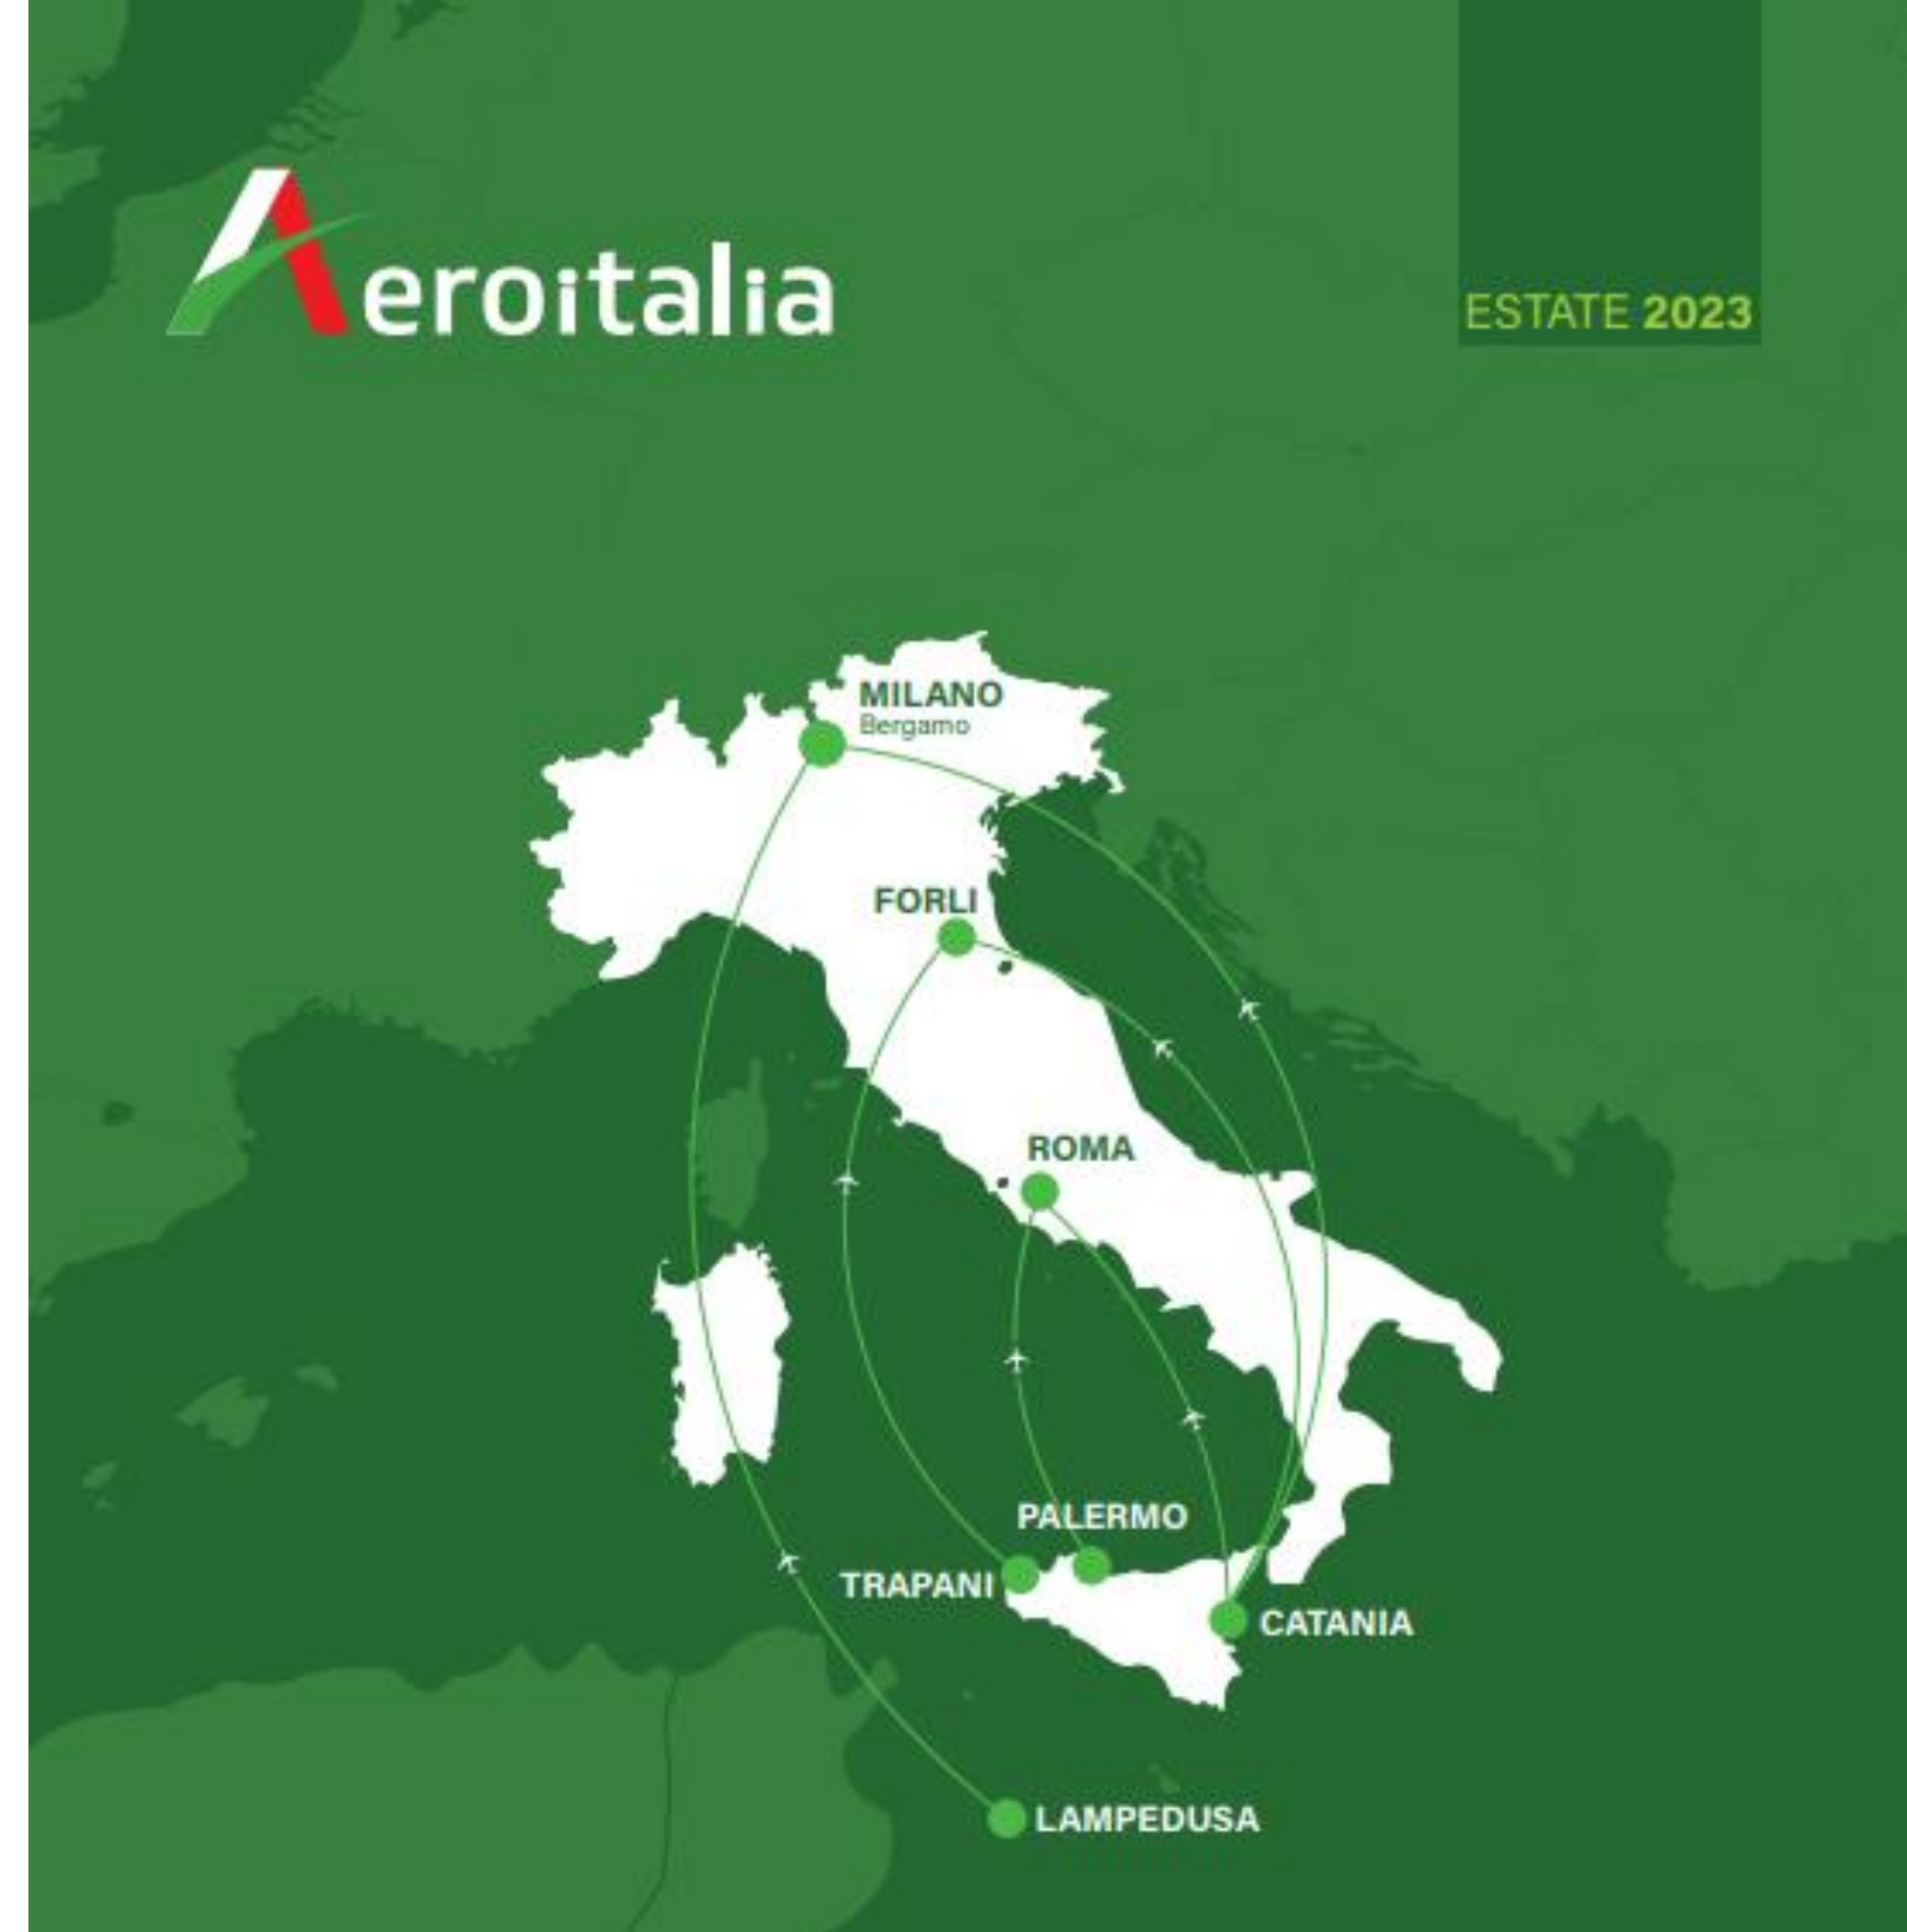 Aeroitalia
ESTATE 2023
MILANO
Bergamo
FORLI
ROMA
PALERMO
TRAPANI
CATANIA
LAMPEDUSA